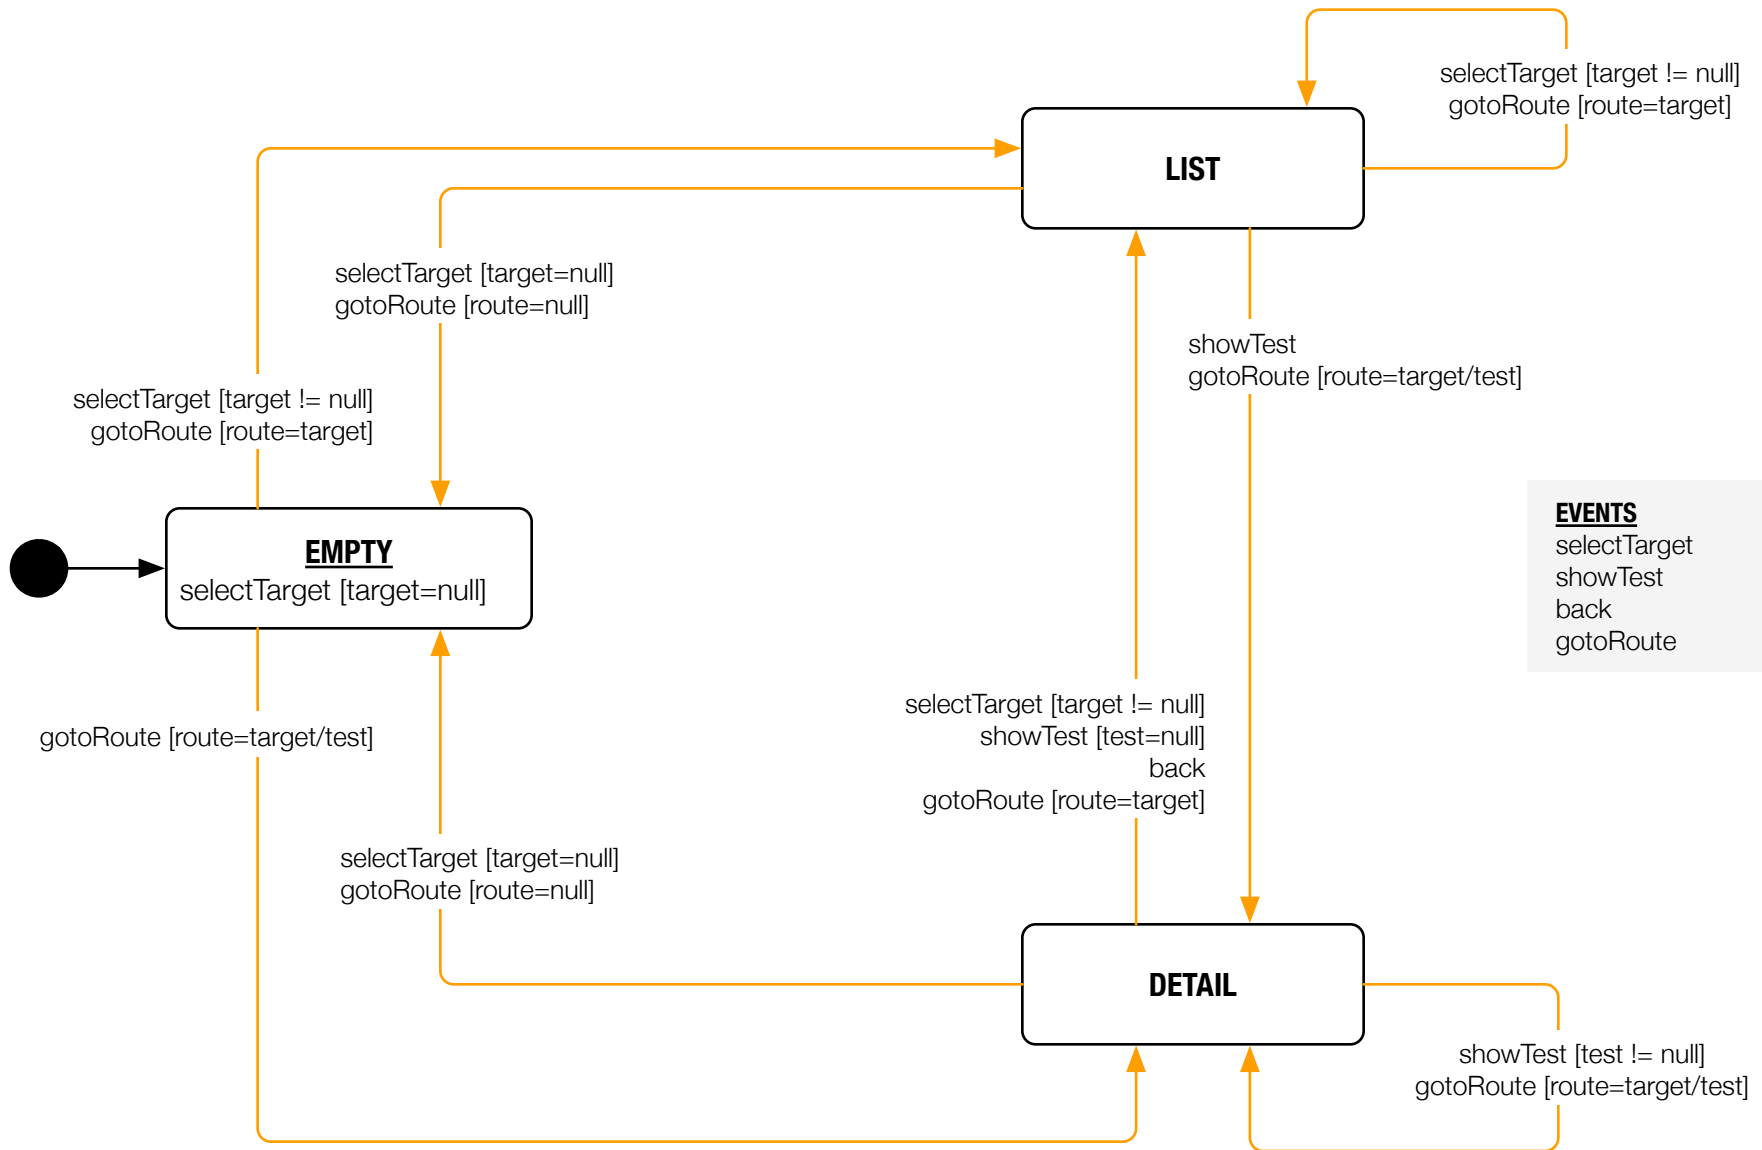 selectTarget [target != null]
gotoRoute [route=target]
LIST
selectTarget [target=null]
gotoRoute [route=null]
showTest
gotoRoute [route=target/test]
selectTarget [target != null]
gotoRoute [route=target]
EMPTY
selectTarget [target=null]
EVENTS
selectTarget
showTest
back
gotoRoute
gotoRoute [route=target/test]
selectTarget [target != null]
showTest [test=null]
back
gotoRoute [route=target]
selectTarget [target=null]
gotoRoute [route=null]
DETAIL
showTest [test != null]
gotoRoute [route=target/test]